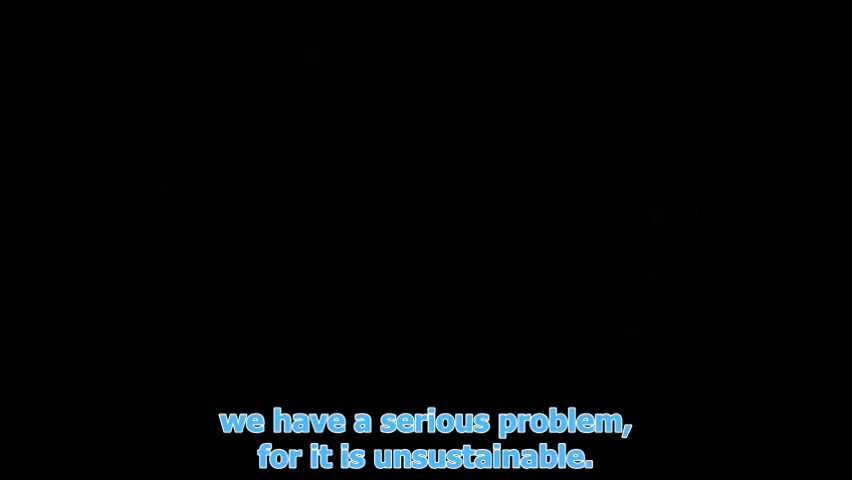 we have a serious problem,
for it is unsustainable.